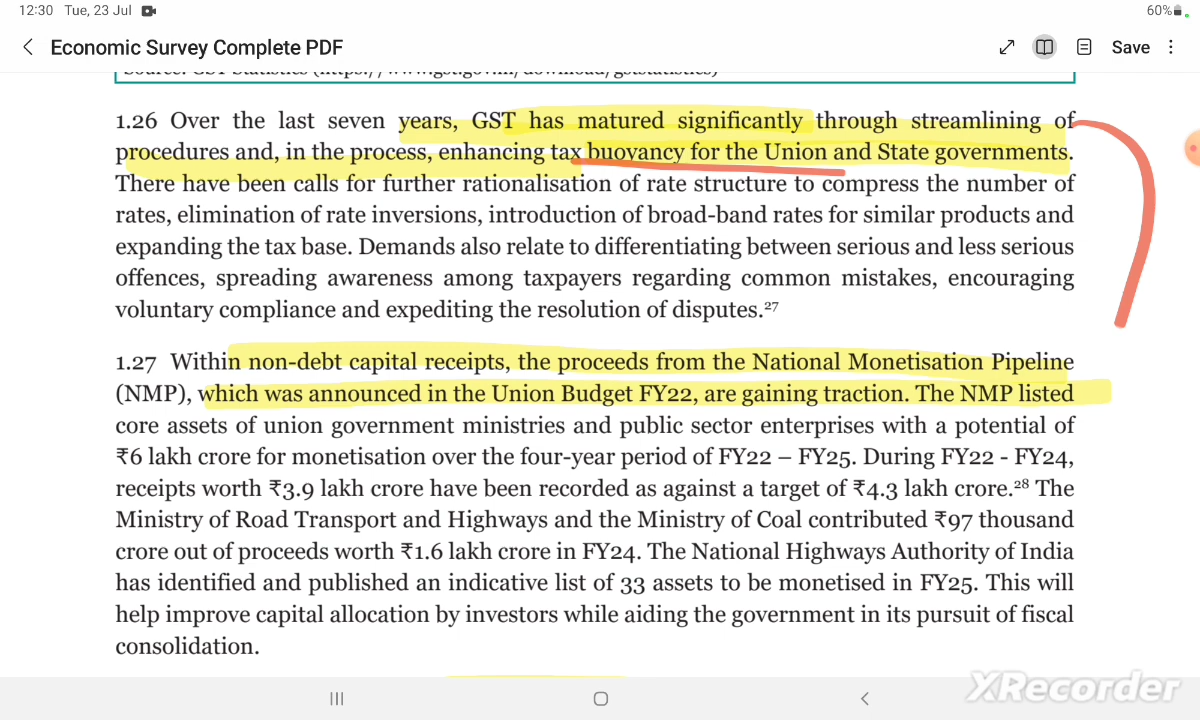 12:30 Tue, 23 Jul
60%
Economic Survey Complete PDF
Save
1.26 Over the last seven years, GST has matured significantly through streamlining of
procedures and, in the process, enhancing tax buoyancy for the Union and State governments.
There have been calls for further rationalisation of rate structure to compress the number of
rates, elimination of rate inversions, introduction of broad-band rates for similar products and
expanding the tax base. Demands also relate to differentiating between serious and less serious
offences, spreading awareness among taxpayers regarding common mistakes, encouraging
voluntary compliance and expediting the resolution of disputes.²⁷
1.27 Within non-debt capital receipts, the proceeds from the National Monetisation Pipeline
(NMP), which was announced in the Union Budget FY22, are gaining traction. The NMP listed
core assets of union government ministries and public sector enterprises with a potential of
₹6 lakh crore for monetisation over the four-year period of FY22 – FY25. During FY22 - FY24,
receipts worth ₹3.9 lakh crore have been recorded as against a target of ₹4.3 lakh crore.²⁸ The
Ministry of Road Transport and Highways and the Ministry of Coal contributed ₹97 thousand
crore out of proceeds worth ₹1.6 lakh crore in FY24. The National Highways Authority of India
has identified and published an indicative list of 33 assets to be monetised in FY25. This will
help improve capital allocation by investors while aiding the government in its pursuit of fiscal
consolidation.
XRecorder